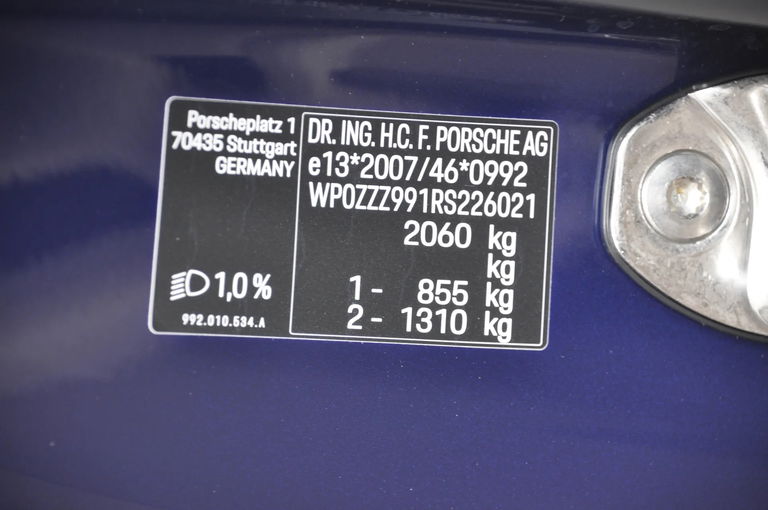 Porscheplatz 1
70435 Stuttgart
GERMANY
1,0 %
992.010.534.A
DR. ING. H.C. F. PORSCHE AG
e13*2007/46*0992
WP0ZZZ991RS226021
2060 kg
kg
1 - 855 kg
2 - 1310 kg